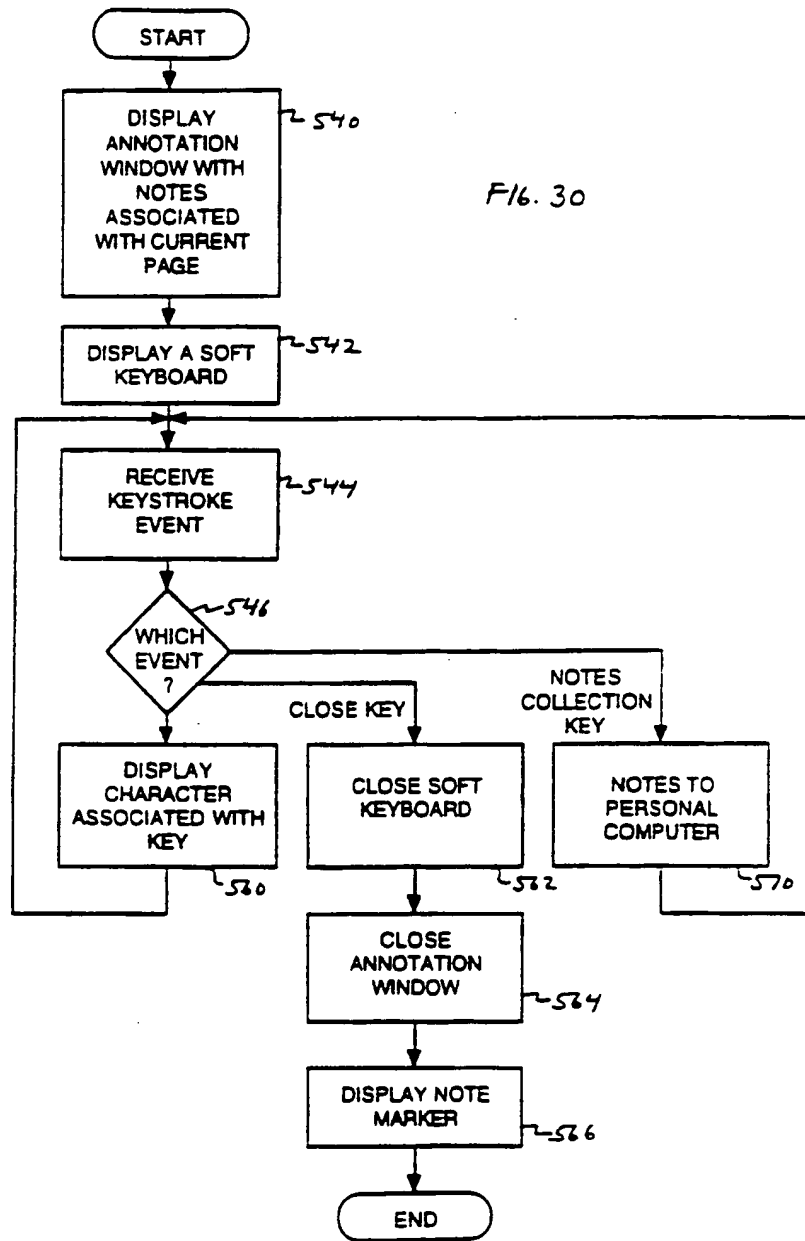 START
DISPLAY
ANNOTATION
WINDOW WITH
NOTES
ASSOCIATED
WITH CURRENT
PAGE
540
FIG. 30
DISPLAY A SOFT
KEYBOARD
542
RECEIVE
KEYSTROKE
EVENT
544
WHICH
EVENT
?
546
CLOSE KEY
NOTES
COLLECTION
KEY
DISPLAY
CHARACTER
ASSOCIATED WITH
KEY
560
CLOSE SOFT
KEYBOARD
562
NOTES TO
PERSONAL
COMPUTER
570
CLOSE
ANNOTATION
WINDOW
564
DISPLAY NOTE
MARKER
566
END